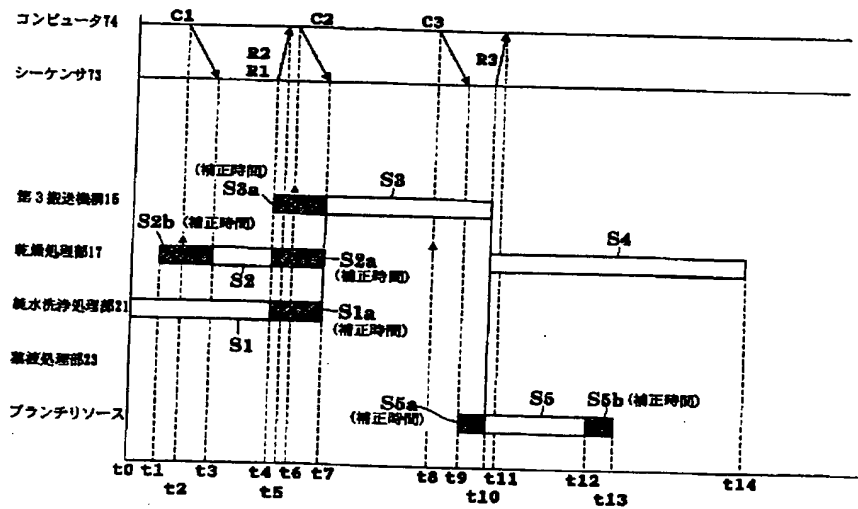 コンピュータ74
C1
C2
C3
R2
R1
R3
シーケンサ73
(補正時間)
S3a
S3
第3搬送機構15
S2b (補正時間)
乾燥処理部17
S2
S2a
(補正時間)
S4
純水洗浄処理部21
S1
S1a
(補正時間)
薬液処理部23
ブランチリソース
S5a
(補正時間)
S5
S5b (補正時間)
t0
t1
t2
t3
t4
t5
t6
t7
t8
t9
t10
t11
t12
t13
t14